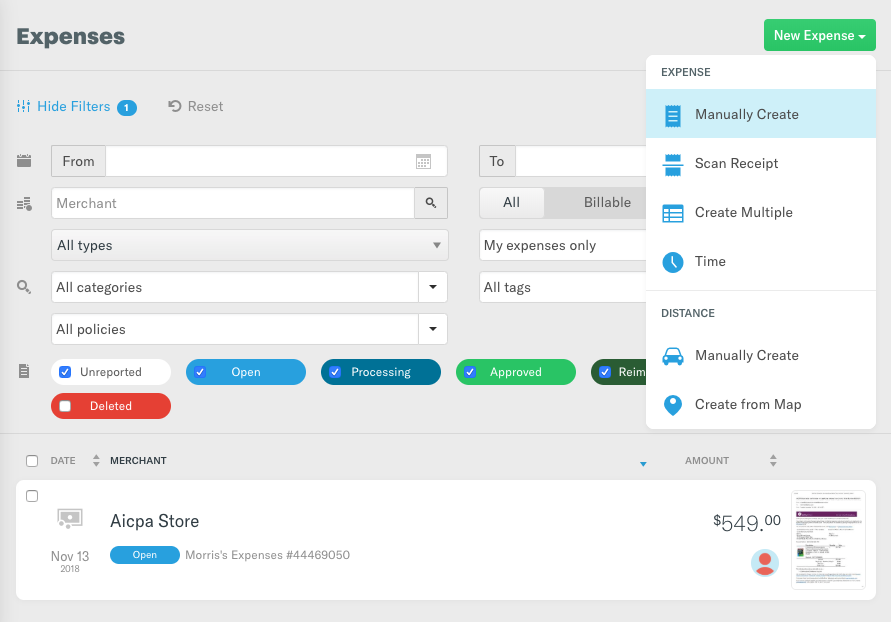 Expenses
New Expense
EXPENSE
Manually Create
Scan Receipt
Create Multiple
Time
DISTANCE
Manually Create
Create from Map
Hide Filters 1
Reset
From
To
Merchant
All
Billable
All types
My expenses only
All categories
All tags
All policies
Unreported
Open
Processing
Approved
Reim
Deleted
DATE
MERCHANT
AMOUNT
Aicpa Store
$549.00
Nov 13
2018
Open
Morris's Expenses #44469050